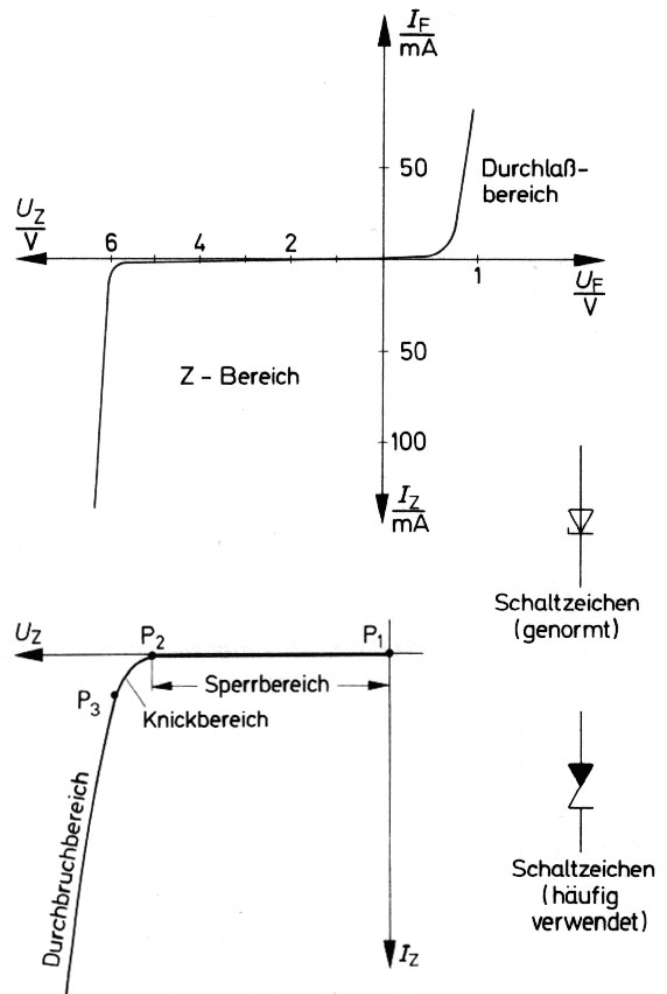 I_F
mA
50
Durchlaß-
bereich
U_Z
V
6 4 2
1
U_F
V
50
Z - Bereich
100
I_Z
mA
Schaltzeichen
(genormt)
U_Z P_2 P_1
Sperrbereich
P_3
Knickbereich
Durchbruchbereich
Schaltzeichen
(häufig
verwendet)
I_Z